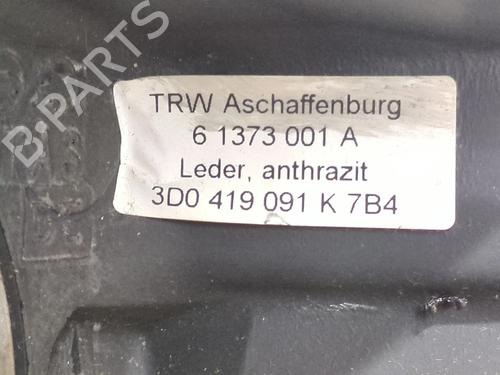 B-PARTS
TRW Aschaffenburg
6 1373 001 A
Leder, anthrazit
3D0 419 091 K 7B4